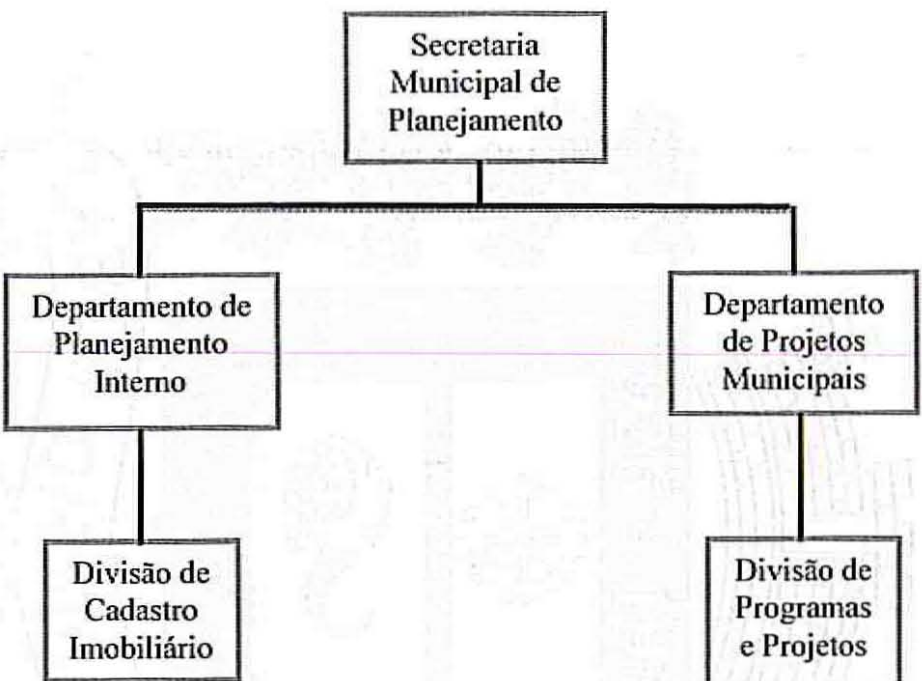 Secretaria
Municipal de
Planejamento
Departamento de
Planejamento
Interno
Departamento
de Projetos
Municipais
Divisão de
Cadastro
Imobiliário
Divisão de
Programas
e Projetos